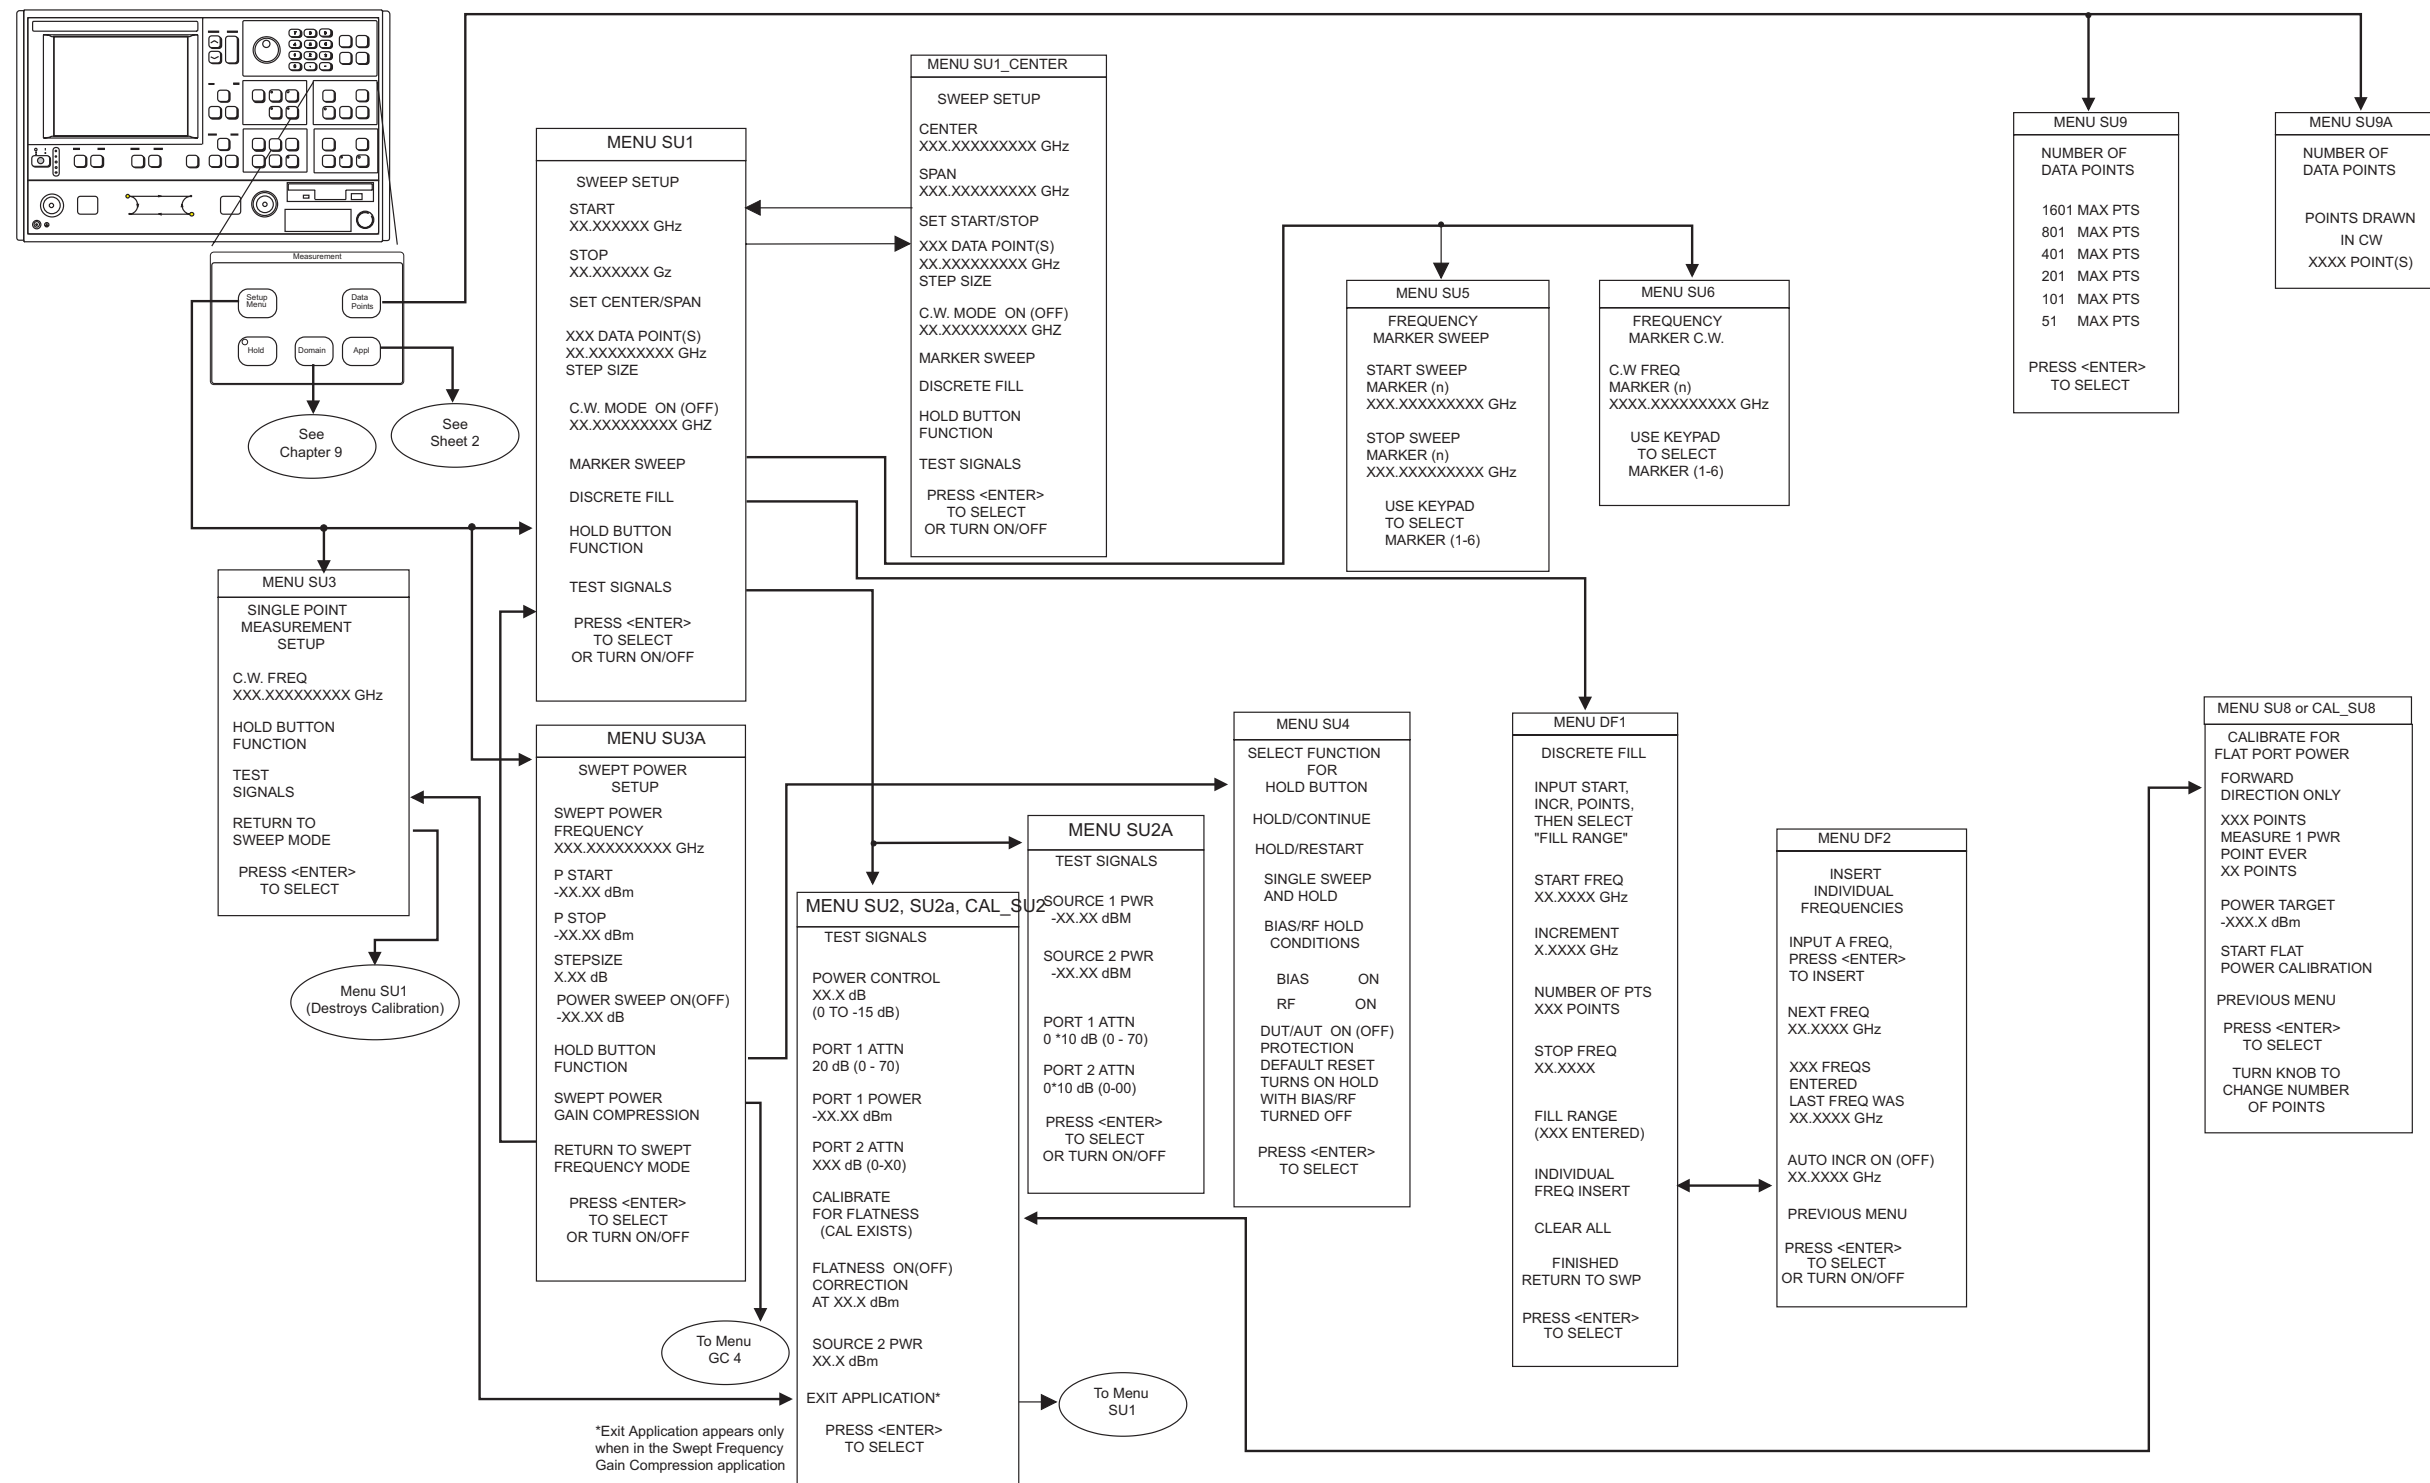 Measurement
Setup
Menu
Data
Points
Hold
Domain
Appl
See
Chapter 9
See
Sheet 2
MENU SU1
SWEEP SETUP
START
XX.XXXXXX GHz
STOP
XX.XXXXXX Gz
SET CENTER/SPAN
XXX DATA POINT(S)
XX.XXXXXXXXX GHz
STEP SIZE
C.W. MODE ON (OFF)
XX.XXXXXXXXX GHZ
MARKER SWEEP
DISCRETE FILL
HOLD BUTTON
FUNCTION
TEST SIGNALS
PRESS <ENTER>
TO SELECT
OR TURN ON/OFF
MENU SU1_CENTER
SWEEP SETUP
CENTER
XXX.XXXXXXXXX GHz
SPAN
XXX.XXXXXXXXX GHz
SET START/STOP
XXX DATA POINT(S)
XX.XXXXXXXXX GHz
STEP SIZE
C.W. MODE ON (OFF)
XX.XXXXXXXXX GHZ
MARKER SWEEP
DISCRETE FILL
HOLD BUTTON
FUNCTION
TEST SIGNALS
PRESS <ENTER>
TO SELECT
OR TURN ON/OFF
MENU SU5
FREQUENCY
MARKER SWEEP
START SWEEP
MARKER (n)
XXX.XXXXXXXXX GHz
STOP SWEEP
MARKER (n)
XXX.XXXXXXXXX GHz
USE KEYPAD
TO SELECT
MARKER (1-6)
MENU SU6
FREQUENCY
MARKER C.W.
C.W FREQ
MARKER (n)
XXXX.XXXXXXXXX GHz
USE KEYPAD
TO SELECT
MARKER (1-6)
MENU SU9
NUMBER OF
DATA POINTS
1601 MAX PTS
801 MAX PTS
401 MAX PTS
201 MAX PTS
101 MAX PTS
51 MAX PTS
PRESS <ENTER>
TO SELECT
MENU SU9A
NUMBER OF
DATA POINTS
POINTS DRAWN
IN CW
XXXX POINT(S)
MENU SU3
SINGLE POINT
MEASUREMENT
SETUP
C.W. FREQ
XXX.XXXXXXXXX GHz
HOLD BUTTON
FUNCTION
TEST
SIGNALS
RETURN TO
SWEEP MODE
PRESS <ENTER>
TO SELECT
Menu SU1
(Destroys Calibration)
MENU SU3A
SWEPT POWER
SETUP
SWEPT POWER
FREQUENCY
XXX.XXXXXXXXX GHz
P START
-XX.XX dBm
P STOP
-XX.XX dBm
STEPSIZE
X.XX dB
POWER SWEEP ON(OFF)
-XX.XX dB
HOLD BUTTON
FUNCTION
SWEPT POWER
GAIN COMPRESSION
RETURN TO SWEPT
FREQUENCY MODE
PRESS <ENTER>
TO SELECT
OR TURN ON/OFF
To Menu
GC 4
MENU SU2, SU2a, CAL_SU2
TEST SIGNALS
POWER CONTROL
XX.X dB
(0 TO -15 dB)
PORT 1 ATTN
20 dB (0 - 70)
PORT 1 POWER
-XX.XX dBm
PORT 2 ATTN
XXX dB (0-X0)
CALIBRATE
FOR FLATNESS
(CAL EXISTS)
FLATNESS ON(OFF)
CORRECTION
AT XX.X dBm
SOURCE 2 PWR
XX.X dBm
EXIT APPLICATION*
PRESS <ENTER>
TO SELECT
*Exit Application appears only
when in the Swept Frequency
Gain Compression application
To Menu
SU1
MENU SU2A
TEST SIGNALS
SOURCE 1 PWR
-XX.XX dBM
SOURCE 2 PWR
-XX.XX dBM
PORT 1 ATTN
0 *10 dB (0 - 70)
PORT 2 ATTN
0*10 dB (0-00)
PRESS <ENTER>
TO SELECT
OR TURN ON/OFF
MENU SU4
SELECT FUNCTION
FOR
HOLD BUTTON
HOLD/CONTINUE
HOLD/RESTART
SINGLE SWEEP
AND HOLD
BIAS/RF HOLD
CONDITIONS
BIAS ON
RF ON
DUT/AUT ON (OFF)
PROTECTION
DEFAULT RESET
TURNS ON HOLD
WITH BIAS/RF
TURNED OFF
PRESS <ENTER>
TO SELECT
MENU DF1
DISCRETE FILL
INPUT START,
INCR, POINTS,
THEN SELECT
"FILL RANGE"
START FREQ
XX.XXXX GHz
INCREMENT
X.XXXX GHz
NUMBER OF PTS
XXX POINTS
STOP FREQ
XX.XXXX
FILL RANGE
(XXX ENTERED)
INDIVIDUAL
FREQ INSERT
CLEAR ALL
FINISHED
RETURN TO SWP
PRESS <ENTER>
TO SELECT
MENU DF2
INSERT
INDIVIDUAL
FREQUENCIES
INPUT A FREQ,
PRESS <ENTER>
TO INSERT
NEXT FREQ
XX.XXXX GHz
XXX FREQS
ENTERED
LAST FREQ WAS
XX.XXXX GHz
AUTO INCR ON (OFF)
XX.XXXX GHz
PREVIOUS MENU
PRESS <ENTER>
TO SELECT
OR TURN ON/OFF
MENU SU8 or CAL_SU8
CALIBRATE FOR
FLAT PORT POWER
FORWARD
DIRECTION ONLY
XXX POINTS
MEASURE 1 PWR
POINT EVER
XX POINTS
POWER TARGET
-XXX.X dBm
START FLAT
POWER CALIBRATION
PREVIOUS MENU
PRESS <ENTER>
TO SELECT
TURN KNOB TO
CHANGE NUMBER
OF POINTS